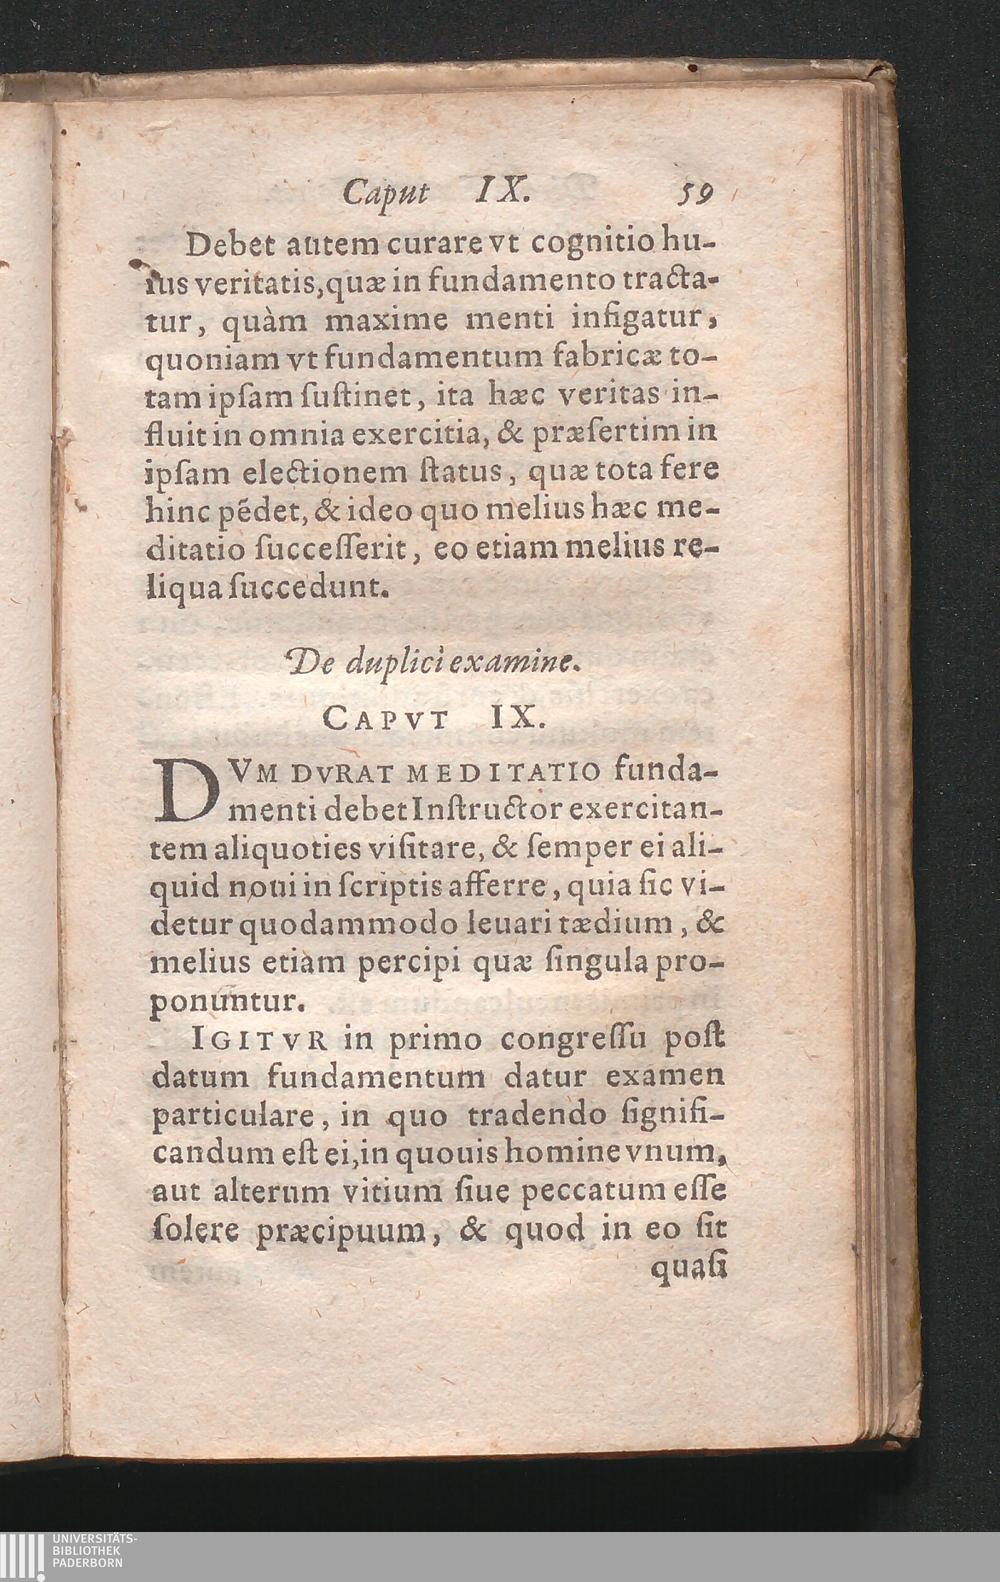 Caput IX. 59
Debet autem curare vt cognitio hu-
ius veritatis, quæ in fundamento tracta-
tur, quàm maxime menti infigatur,
quoniam vt fundamentum fabricæ to-
tam ipſam ſuſtinet, ita hæc veritas in-
fluit in omnia exercitia, & præſertim in
ipſam electionem ſtatus, quæ tota fere
hinc pẽdet, & ideo quo melius hæc me-
ditatio ſucceſſerit, eo etiam melius re-
liqua ſuccedunt.
De duplici examine.
CAPVT IX.
DVM DVRAT MEDITATIO funda-
menti debet Inſtructor exercitan-
tem aliquoties viſitare, & ſemper ei ali-
quid noui in ſcriptis afferre, quia ſic vi-
detur quodammodo leuari tædium, &
melius etiàm percipi quæ ſingula pro-
ponuntur.
IGITVR in primo congreſſu poſt
datum fundamentum datur examen
particulare, in quo tradendo ſignifi-
candum eſt ei, in quouis homine vnum,
aut alterum vitium ſiue peccatum eſſe
ſolere præcipuum, & quod in eo ſit
quaſi
UNIVERSITÄTS-
BIBLIOTHEK
PADERBORN